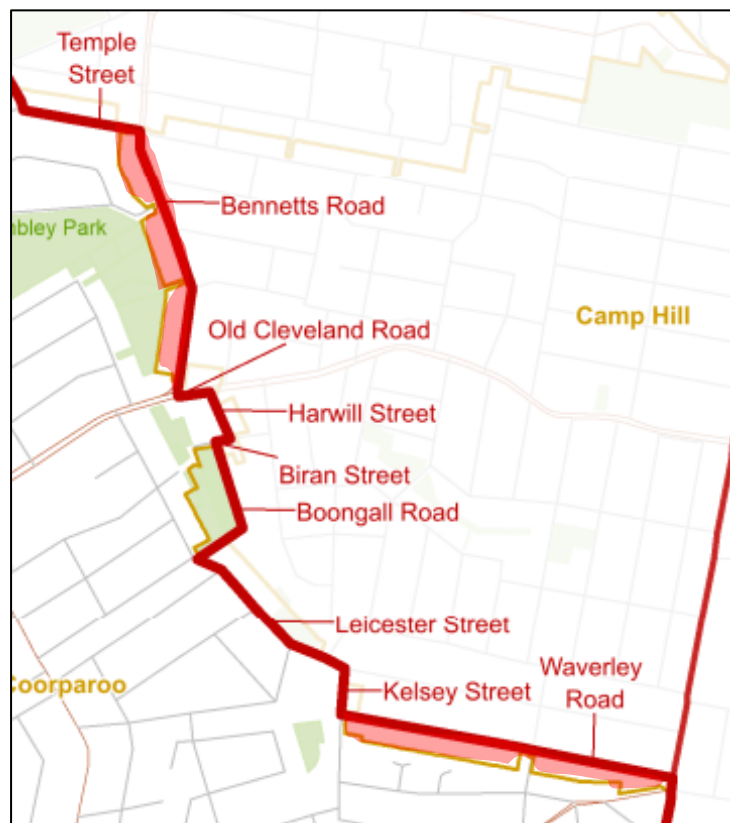 Temple
Street
Bennetts Road
nbley Park
Old Cleveland Road
Camp Hill
Harwill Street
Biran Street
Boongall Road
Leicester Street
Coorparoo
Waverley
Road
Kelsey Street